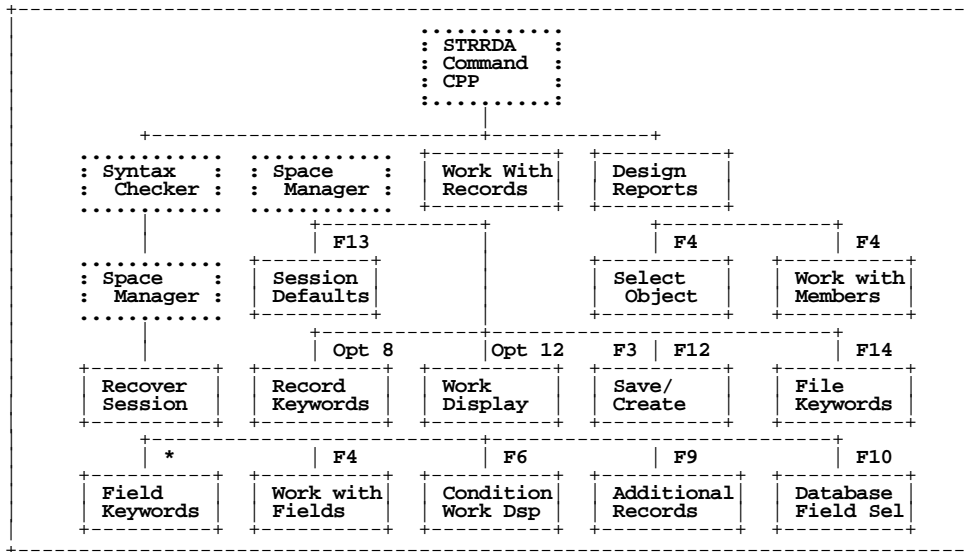 STRRDA
Command
CPP
Syntax Space Work With Design
Checker Manager Records Reports
F13 F4 F4
Space Session Select Work with
Manager Defaults Object Members
Opt 8 Opt 12 F3 F12 F14
Recover Record Work Save/ File
Session Keywords Display Create Keywords
* F4 F6 F9 F10
Field Work with Condition Additional Database
Keywords Fields Work Dsp Records Field Sel